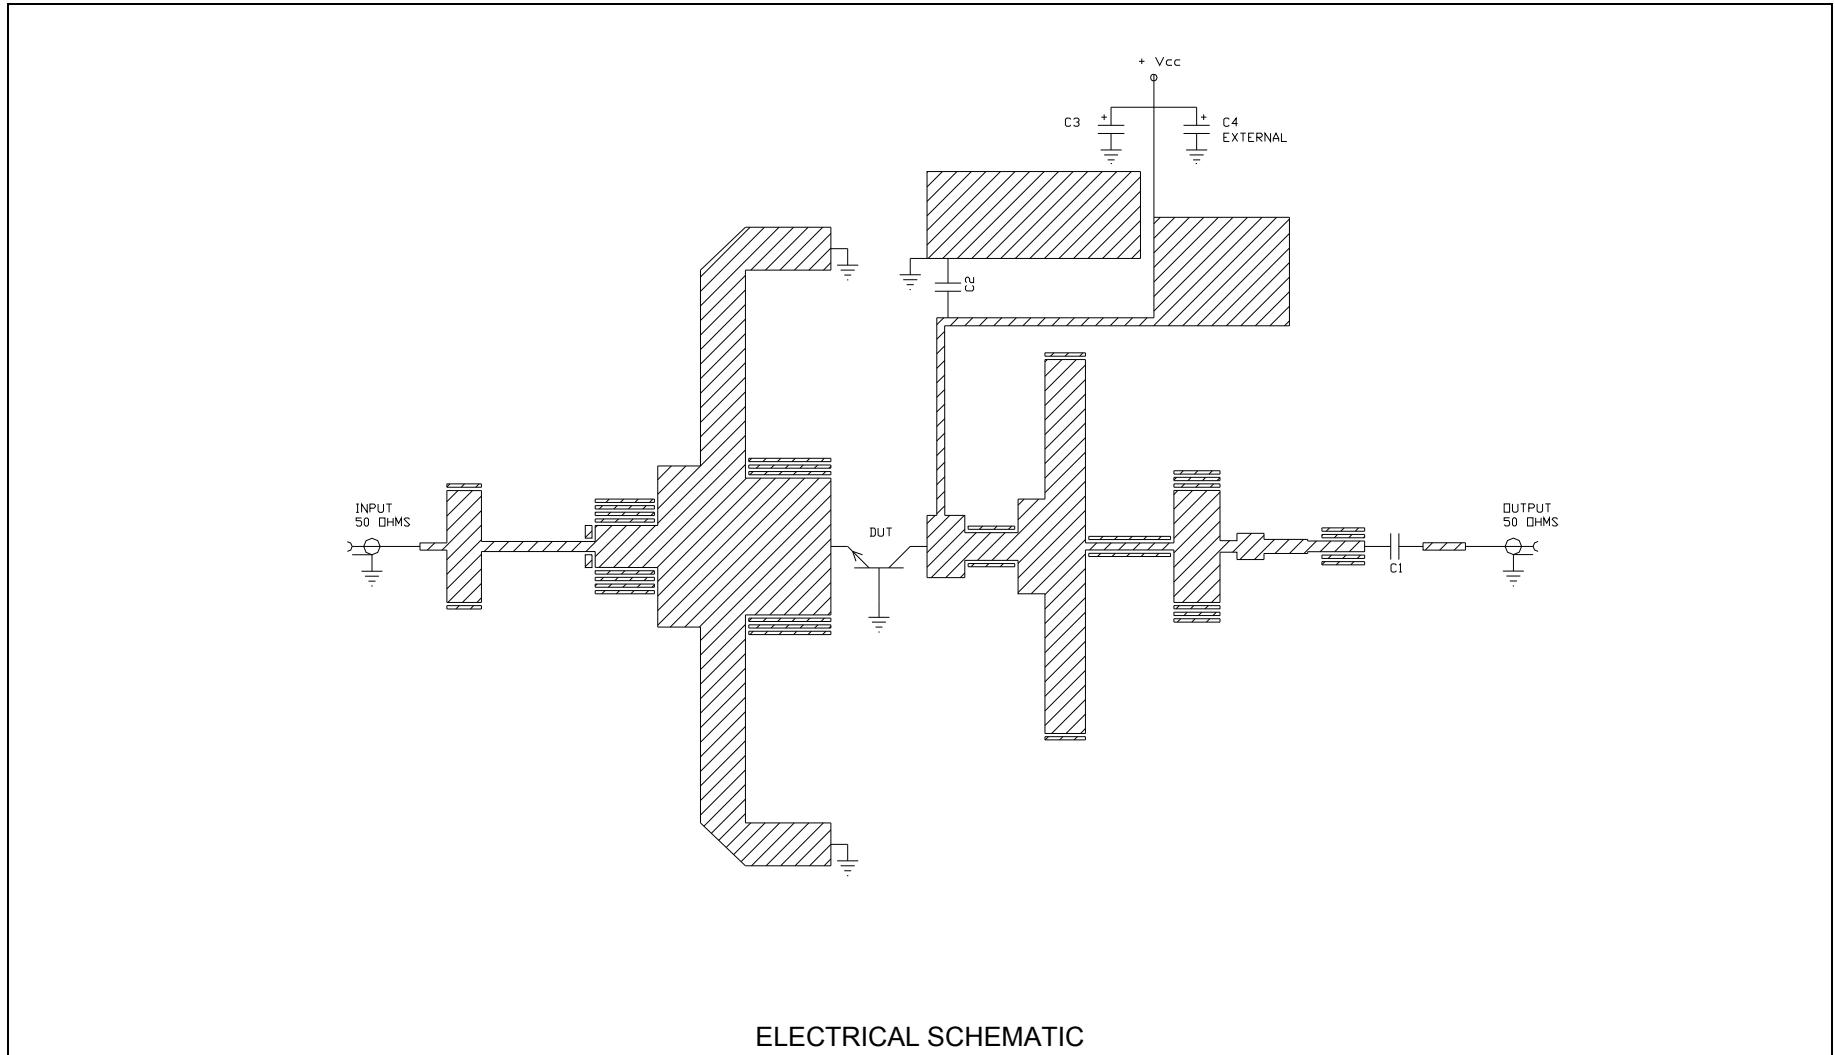 + Vcc
C3
+
+
C4
EXTERNAL
C2
INPUT
50 OHMS
DUT
OUTPUT
50 OHMS
C1
ELECTRICAL SCHEMATIC